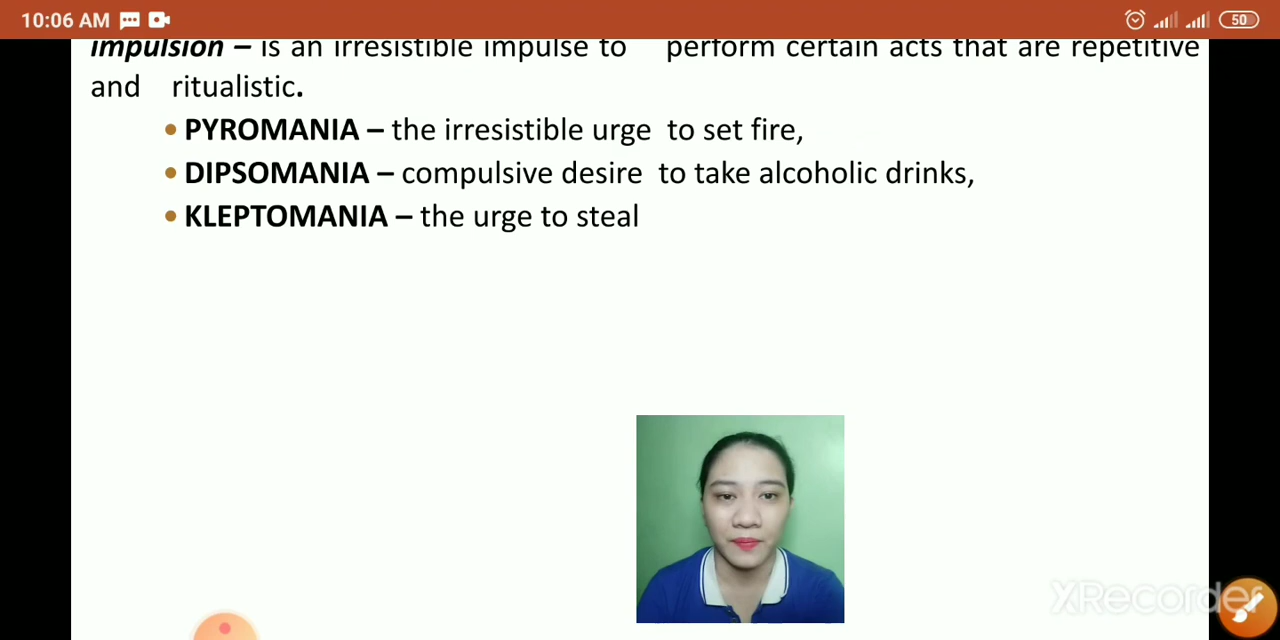 10:06 AM 50
impulsion – is an irresistible impulse to perform certain acts that are repetitive
and ritualistic.
• PYROMANIA – the irresistible urge to set fire,
• DIPSOMANIA – compulsive desire to take alcoholic drinks,
• KLEPTOMANIA – the urge to steal
XRecorder